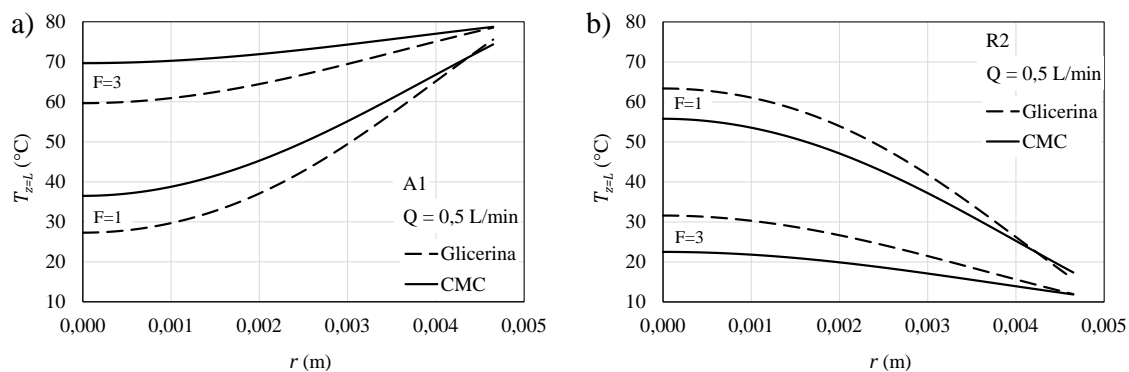 a)
80
70
60
50
40
30
20
10
T z=L (°C)
F=3
F=1
A1
Q = 0,5 L/min
Glicerina
CMC
0,000 0,001 0,002 0,003 0,004 0,005
r (m)
b)
80
70
60
50
40
30
20
10
T z=L (°C)
R2
Q = 0,5 L/min
Glicerina
CMC
F=1
F=3
0,000 0,001 0,002 0,003 0,004 0,005
r (m)